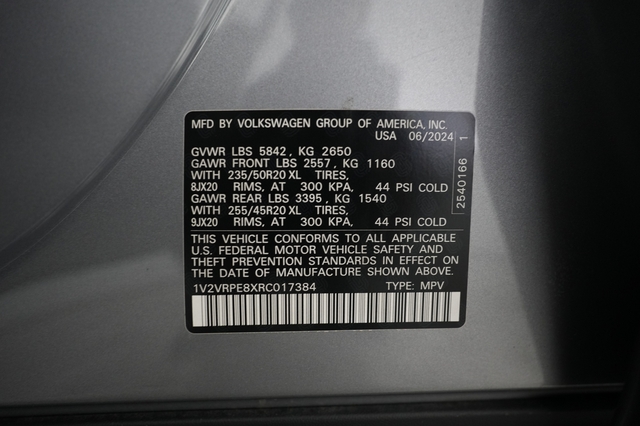 MFD BY VOLKSWAGEN GROUP OF AMERICA, INC.
USA 06/2024
GVWR LBS 5842, KG 2650
GAWR FRONT LBS 2557, KG 1160
WITH 235/50R20 XL TIRES,
8JX20 RIMS, AT 300 KPA, 44 PSI COLD
GAWR REAR LBS 3395, KG 1540
WITH 255/45R20 XL TIRES,
9JX20 RIMS, AT 300 KPA, 44 PSI COLD
THIS VEHICLE CONFORMS TO ALL APPLICABLE
U.S. FEDERAL MOTOR VEHICLE SAFETY AND
THEFT PREVENTION STANDARDS IN EFFECT ON
THE DATE OF MANUFACTURE SHOWN ABOVE.
1V2VRPE8XRC017384 TYPE: MPV
2540166 1